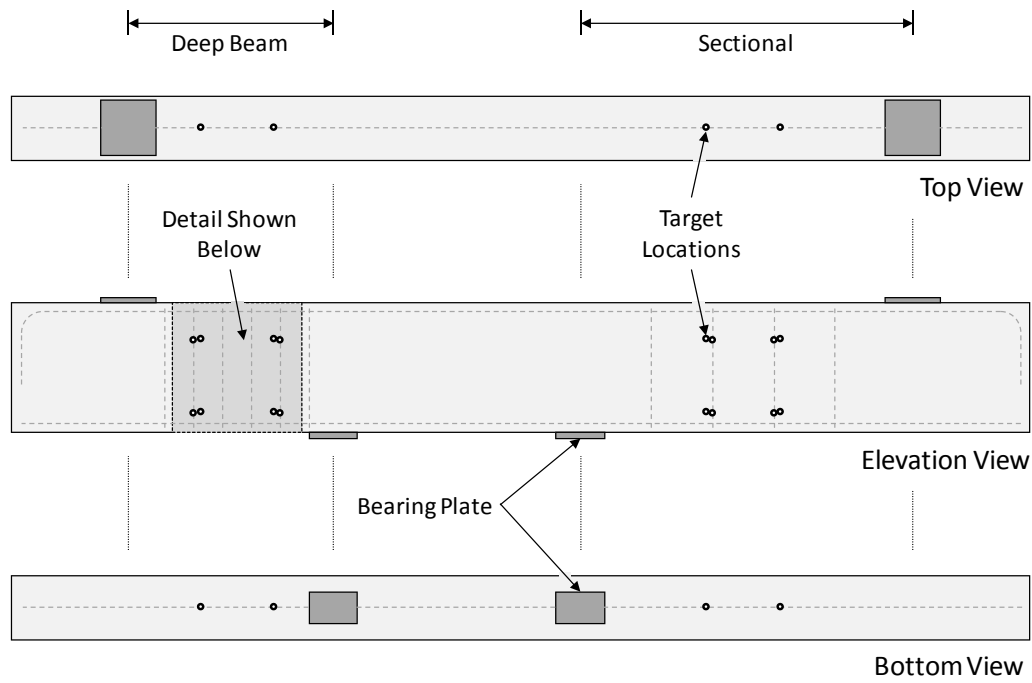 Deep Beam
Sectional
Top View
Detail Shown
Below
Target
Locations
Elevation View
Bearing Plate
Bottom View